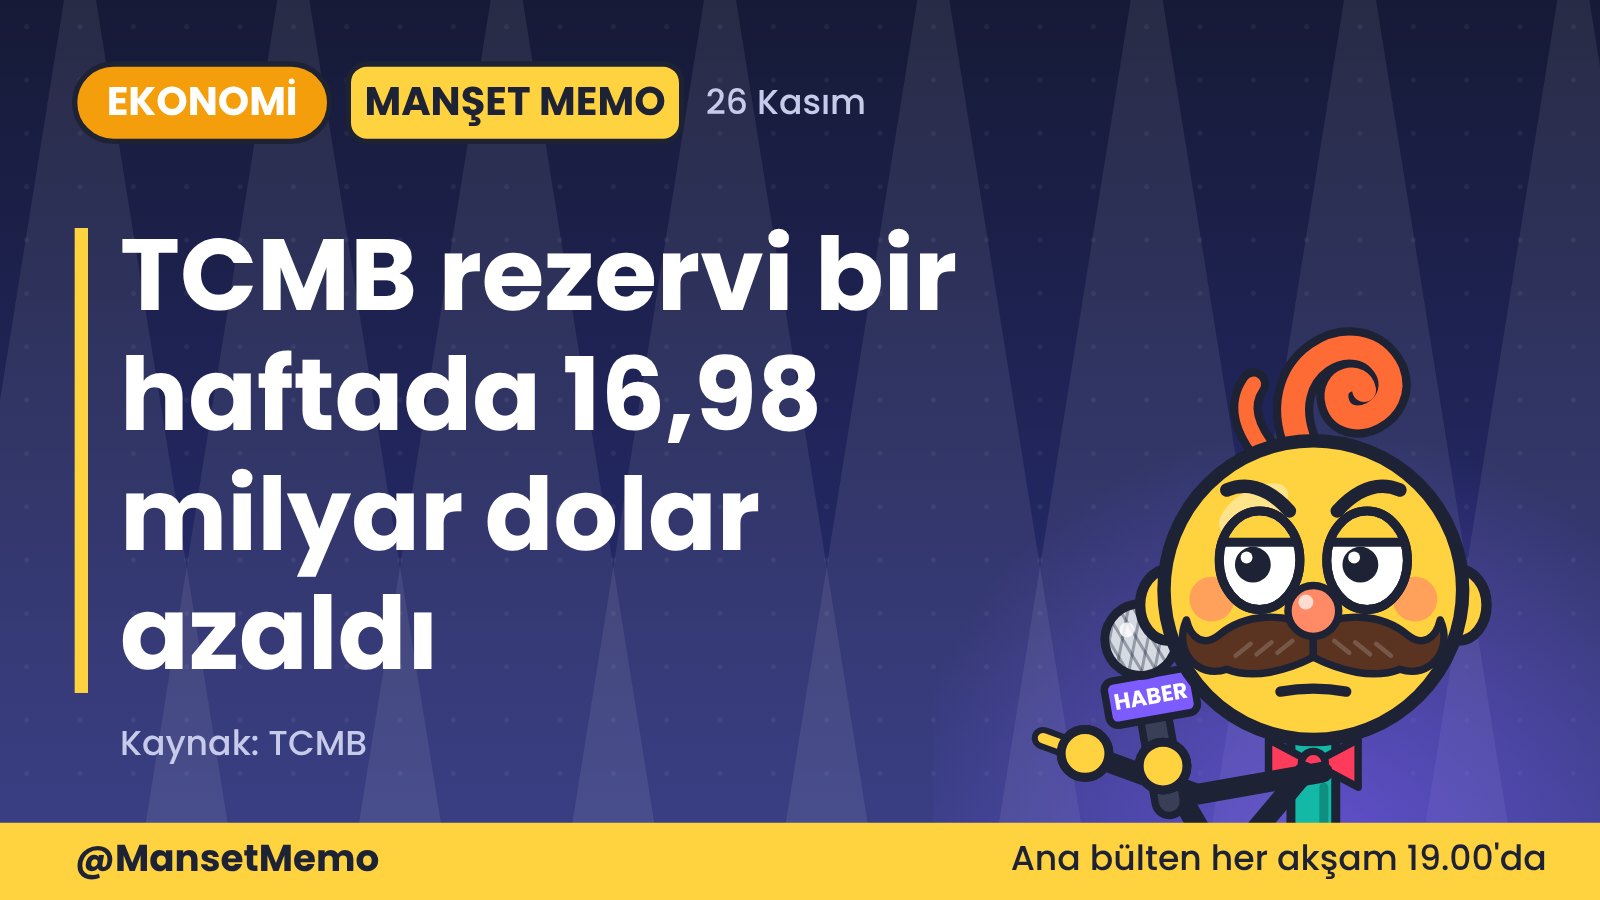 EKONOMİ
MANŞET MEMO
26 Kasım
TCMB rezervi bir
haftada 16,98
milyar dolar
azaldı
Kaynak: TCMB
HABER
@MansetMemo
Ana bülten her akşam 19.00'da